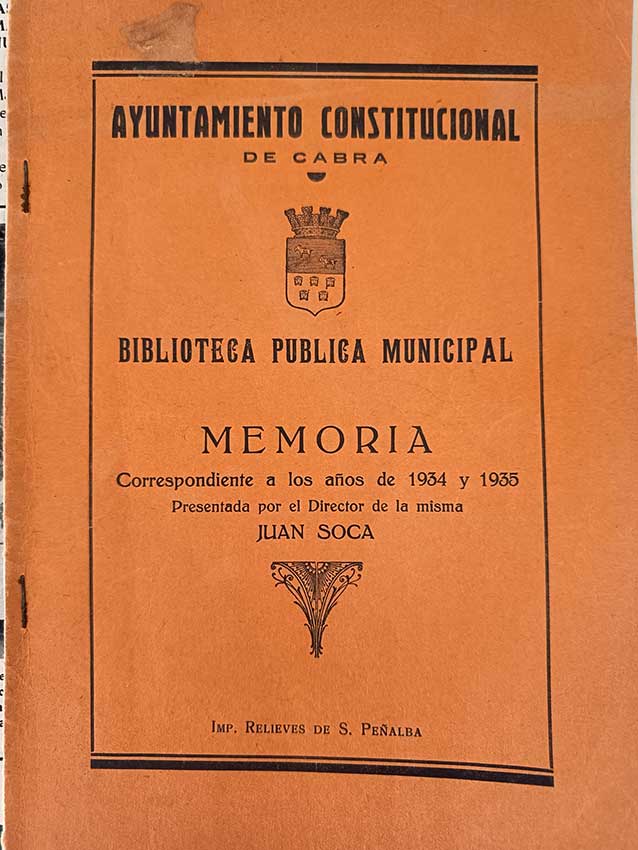 AYUNTAMIENTO CONSTITUCIONAL
DE CABRA
BIBLIOTECA PUBLICA MUNICIPAL
MEMORIA
Correspondiente a los años de 1934 y 1935
Presentada por el Director de la misma
JUAN SOCA
IMP. RELIEVES DE S. PEÑALBA